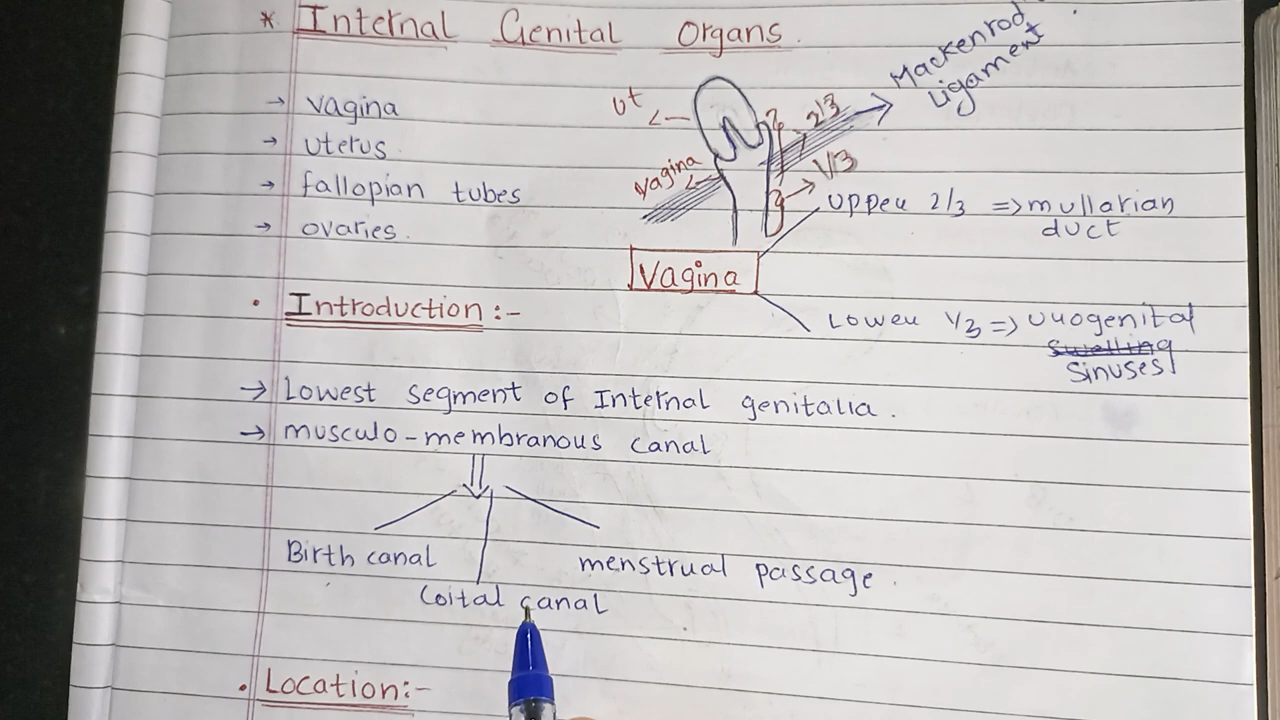 * Internal Genital Organs.
→ vagina
→ uterus
→ fallopian tubes
→ ovaries.
ut
vagina
2/3
1/3
Mackenrod
Ligament
upper 2/3 => mullarian
duct
Vagina
Lower 1/3 => urogenital
swelling
sinuses
• Introduction :-
→ Lowest segment of Internal genitalia.
→ musculo-membranous canal
Birth canal
menstrual passage.
Coital canal
• Location:-